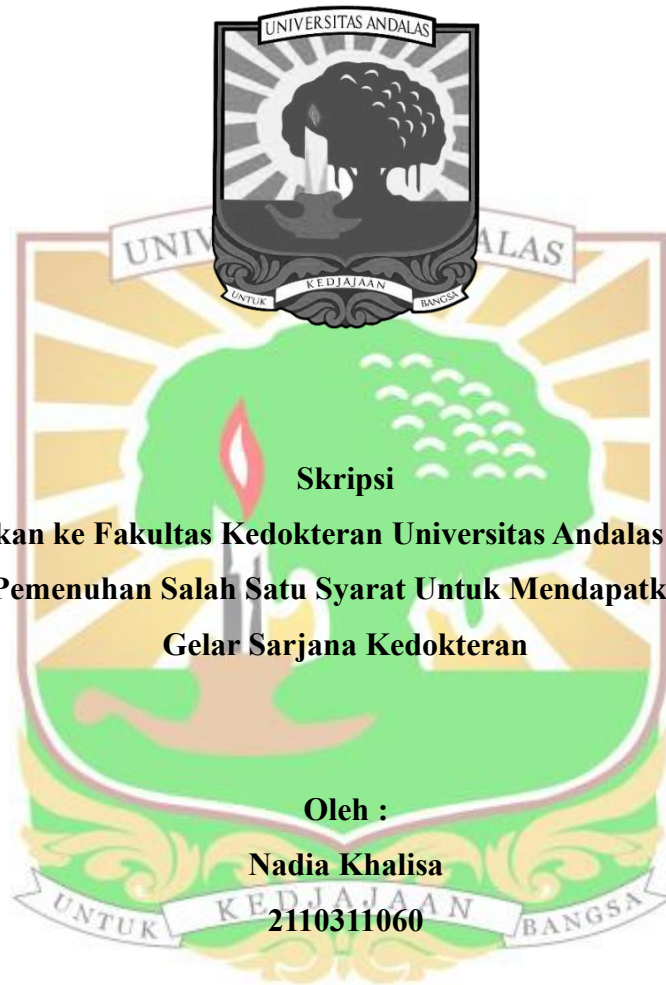 UNIVERSITAS ANDALAS
UNTUK KEDJAJAAN BANGSA
UNIV ALAS
Skripsi
kan ke Fakultas Kedokteran Universitas Andalas
Pemenuhan Salah Satu Syarat Untuk Mendapatk
Gelar Sarjana Kedokteran
Oleh :
Nadia Khalisa
2110311060
UNTUK KEDJAJAAN BANGSA